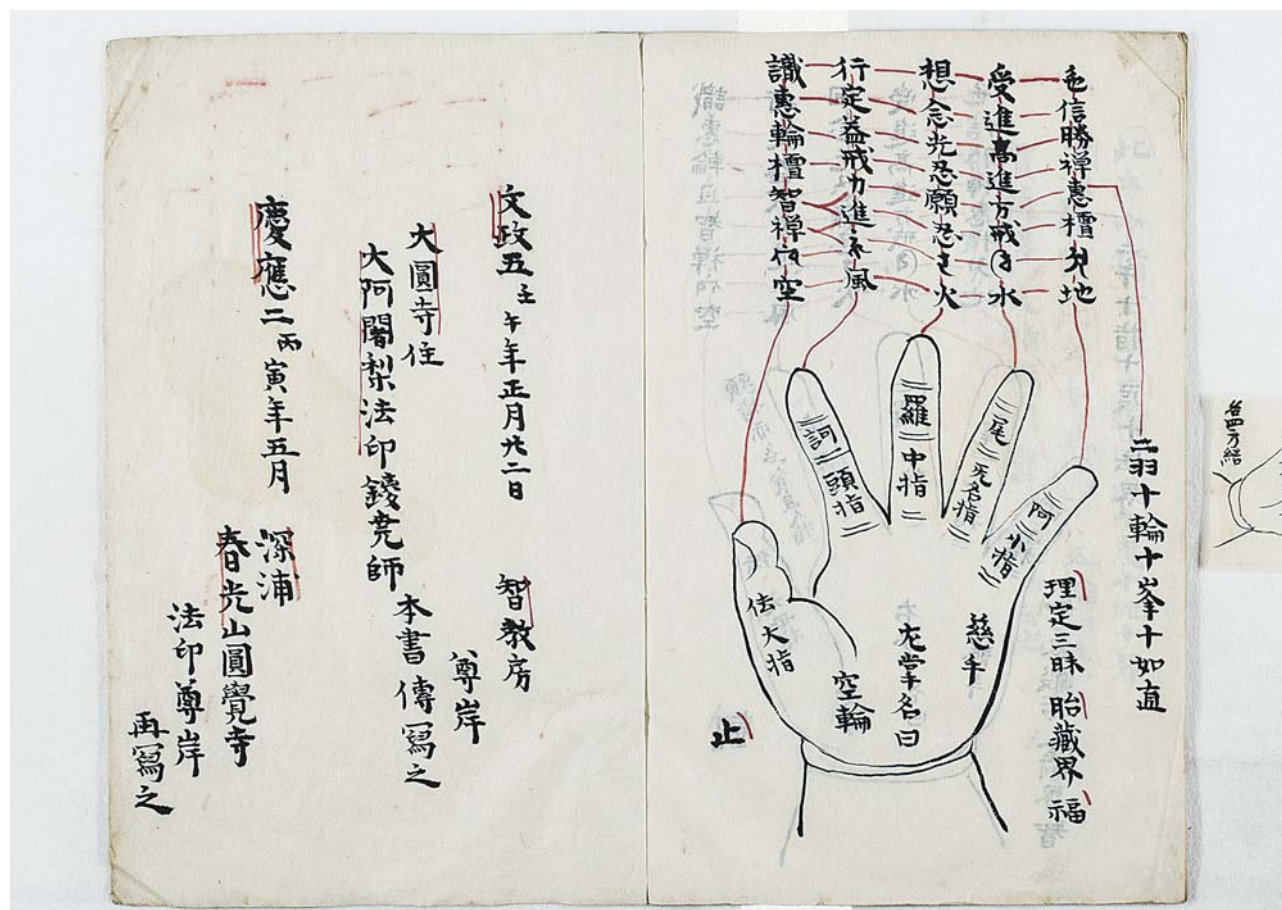 二羽十輪十峯十如直
色信勝禅恵檀 地
受進高進方戒 水
想念光忍願忍 火
行定益戒力進 風
識恵輪檀智禅 空
阿 小指
尾 无名指
羅 中指
訶 頭指
佉 大指
理定三昧 胎藏界 福
慈手
左掌名曰
空輪
止
文政五壬午年正月廿二日 智教房
尊岸
大圓寺住
大阿闍梨法印 師 本書傳寫之
慶應二丙寅年五月 深浦
春光山圓覺寺
法印尊岸
再寫之